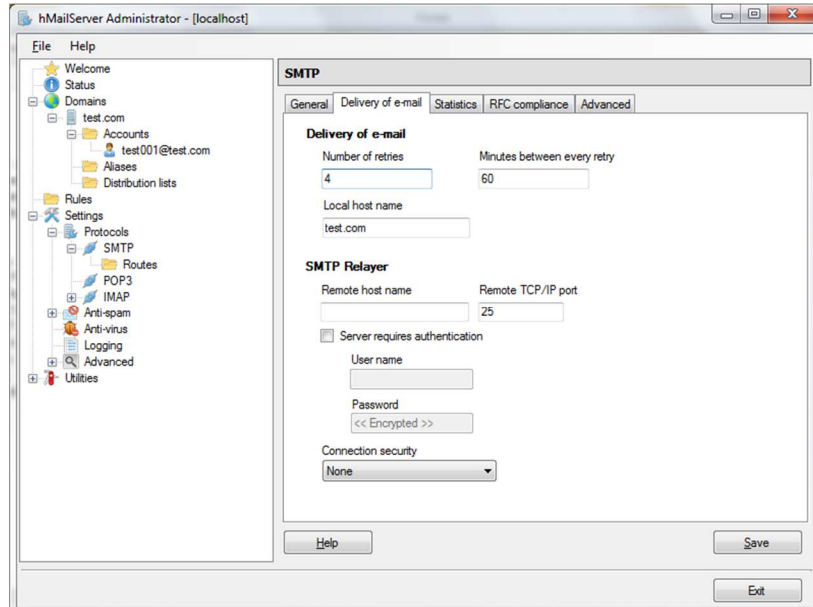 hMailServer Administrator - [localhost]
File Help
Welcome
Status
Domains
test.com
Accounts
test001@test.com
Aliases
Distribution lists
Rules
Settings
Protocols
SMTP
Routes
POP3
IMAP
Anti-spam
Anti-virus
Logging
Advanced
Utilities
SMTP
General Delivery of e-mail Statistics RFC compliance Advanced
Delivery of e-mail
Number of retries Minutes between every retry
4 60
Local host name
test.com
SMTP Relayer
Remote host name Remote TCP/IP port
25
Server requires authentication
User name
Password
<< Encrypted >>
Connection security
None
Help Save
Exit